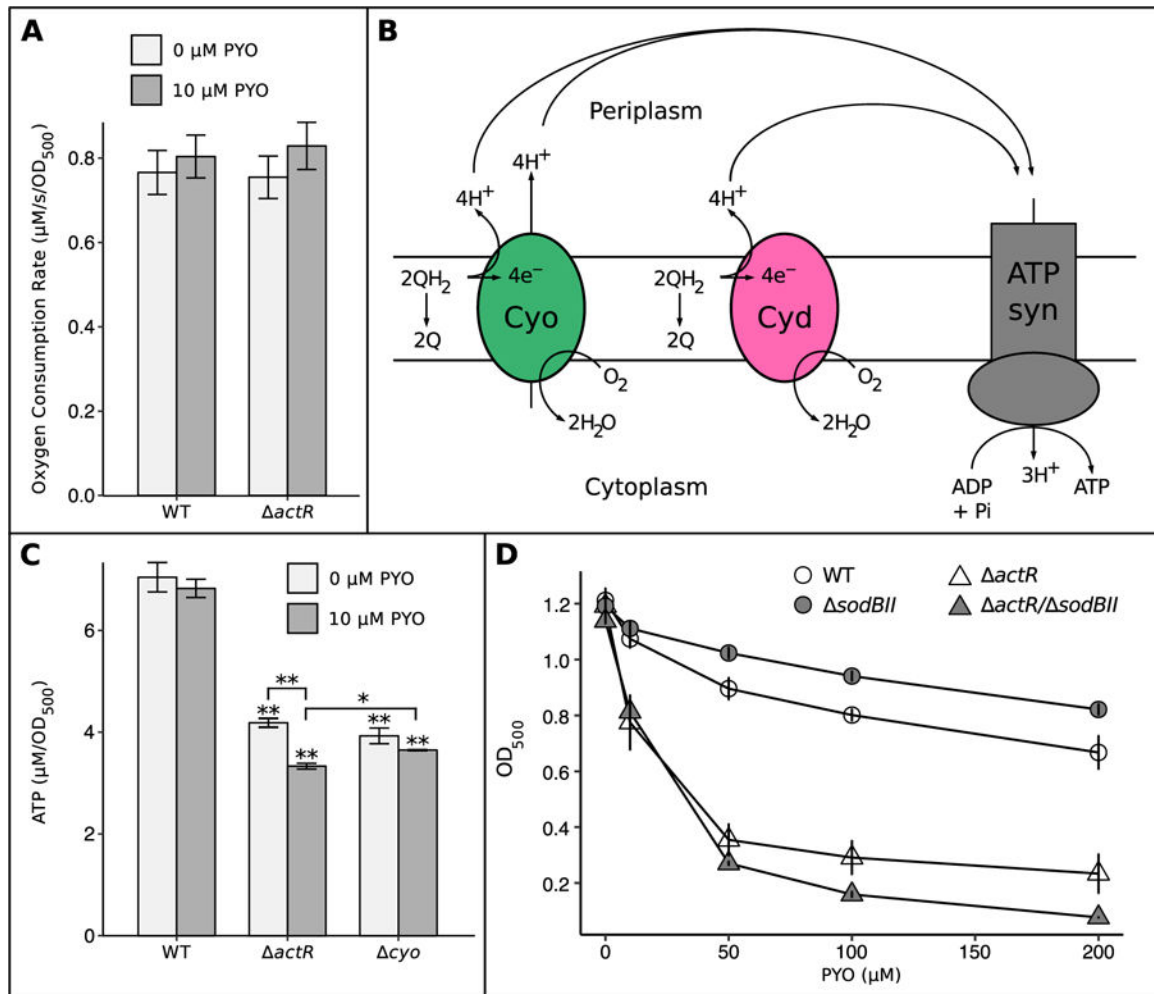 A
0 μM PYO
10 μM PYO
Oxygen Consumption Rate (μM/s/OD500)
0.8
0.6
0.4
0.2
0.0
WT
ΔactR
B
Periplasm
4H+
4H+
4H+
2QH2
4e−
2Q
Cyo
O2
2H2O
2QH2
4e−
2Q
Cyd
O2
2H2O
ATP
syn
Cytoplasm
ADP
+ Pi
3H+
ATP
C
0 μM PYO
10 μM PYO
ATP (μM/OD500)
6
4
2
0
**
**
**
*
**
**
WT
ΔactR
Δcyo
D
WT
ΔactR
ΔsodBII
ΔactR/ΔsodBII
OD500
1.2
1.0
0.8
0.6
0.4
0.2
0
50
100
150
200
PYO (μM)